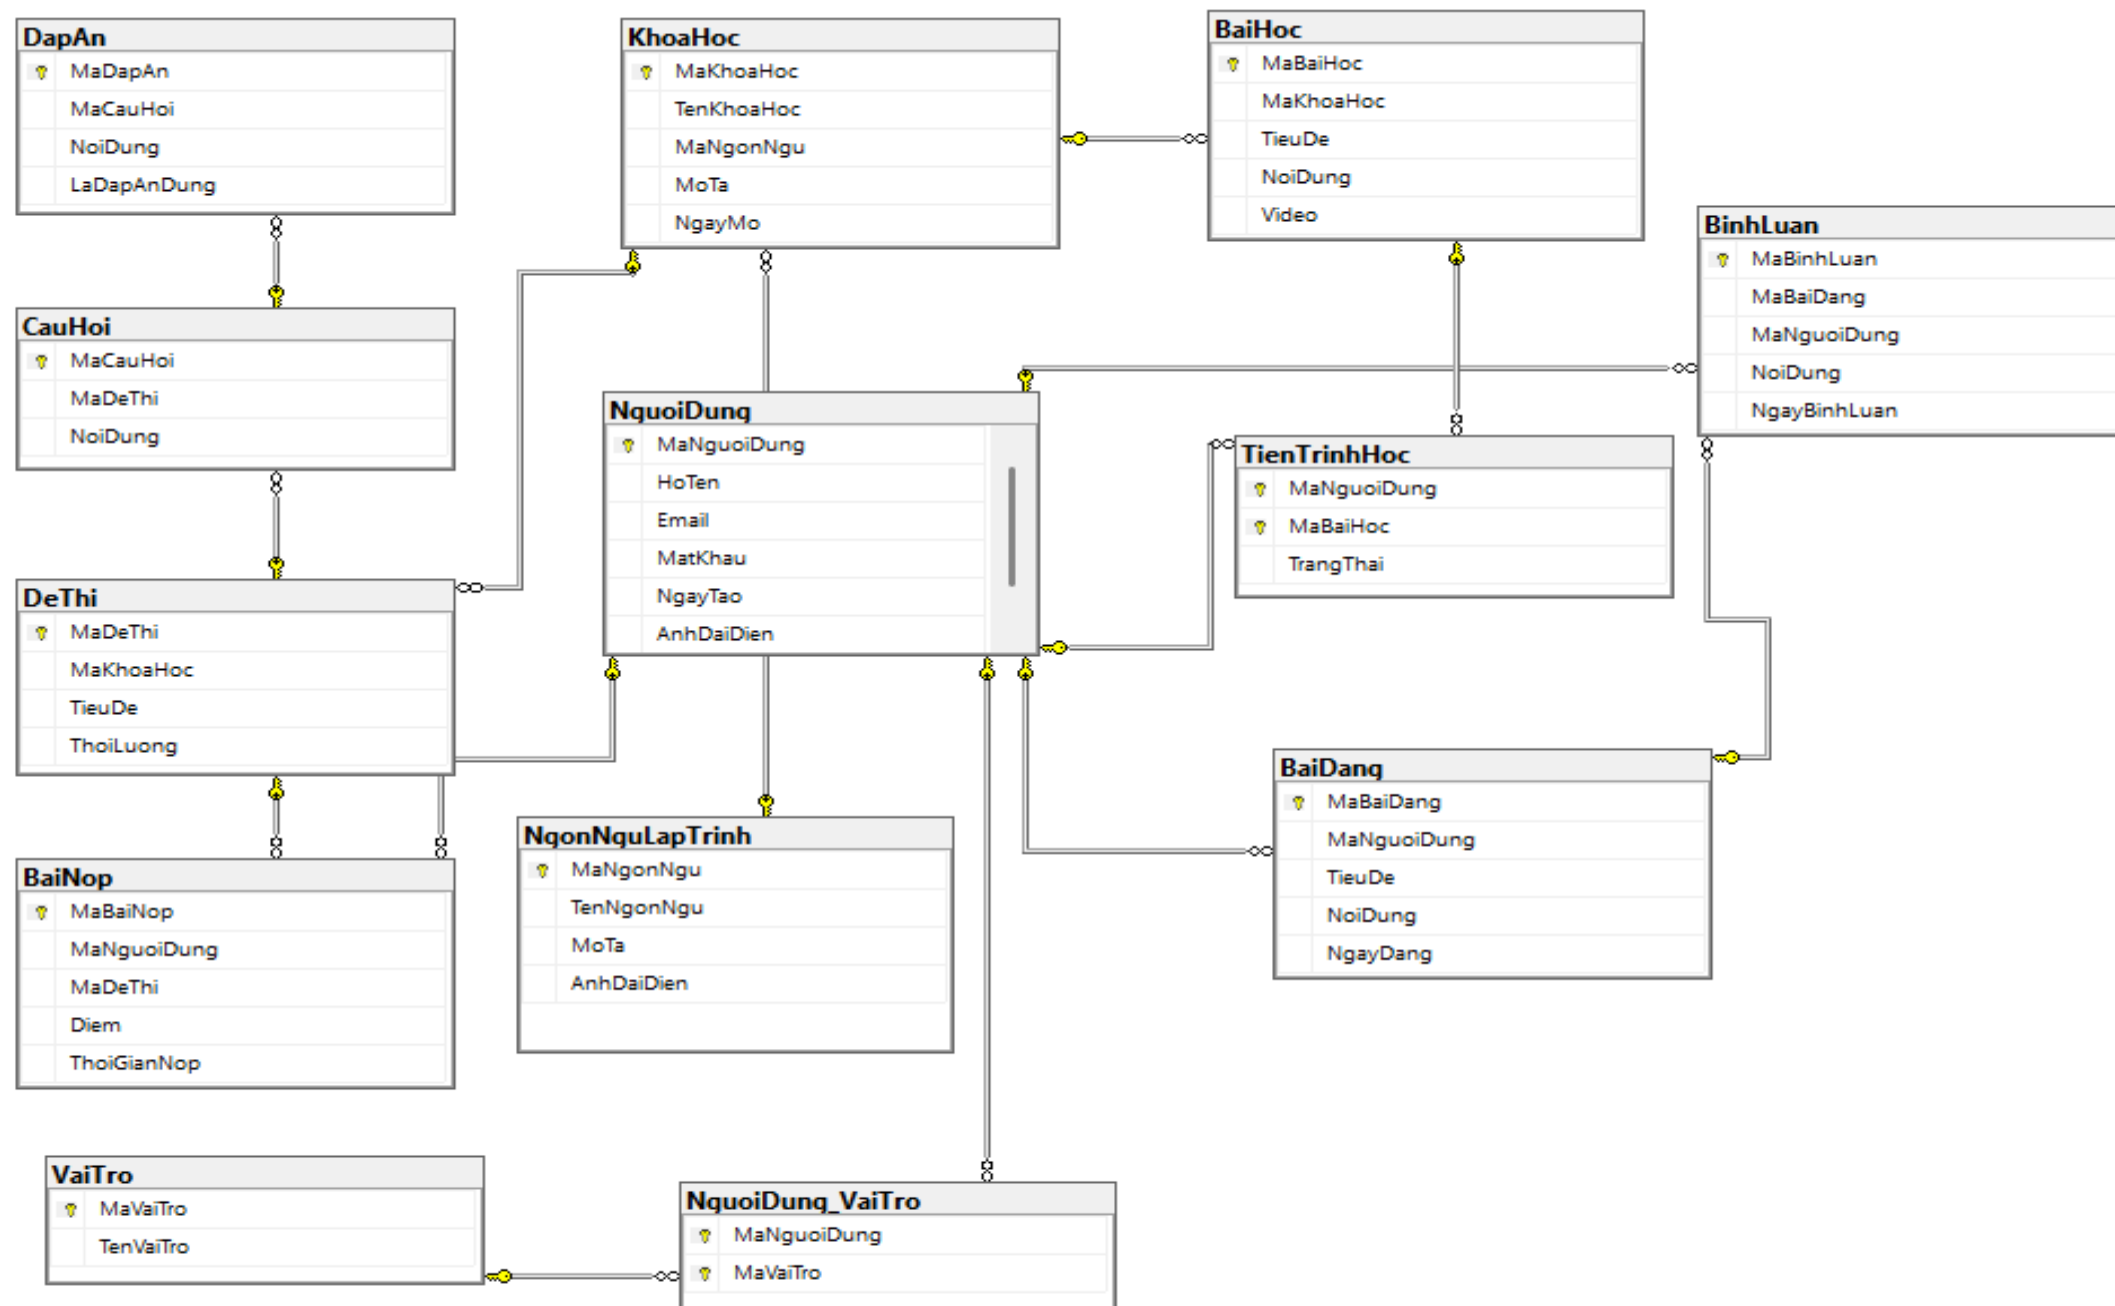 DapAn
MaDapAn
MaCauHoi
NoiDung
LaDapAnDung
KhoaHoc
MaKhoaHoc
TenKhoaHoc
MaNgonNgu
MoTa
NgayMo
BaiHoc
MaBaiHoc
MaKhoaHoc
TieuDe
NoiDung
Video
BinhLuan
MaBinhLuan
MaBaiDang
MaNguoiDung
NoiDung
NgayBinhLuan
CauHoi
MaCauHoi
MaDeThi
NoiDung
NguoiDung
MaNguoiDung
HoTen
Email
MatKhau
NgayTao
AnhDaiDien
TienTrinhHoc
MaNguoiDung
MaBaiHoc
TrangThai
DeThi
MaDeThi
MaKhoaHoc
TieuDe
ThoiLuong
BaiDang
MaBaiDang
MaNguoiDung
TieuDe
NoiDung
NgayDang
NgonNguLapTrinh
MaNgonNgu
TenNgonNgu
MoTa
AnhDaiDien
BaiNop
MaBaiNop
MaNguoiDung
MaDeThi
Diem
ThoiGianNop
VaiTro
MaVaiTro
TenVaiTro
NguoiDung_VaiTro
MaNguoiDung
MaVaiTro